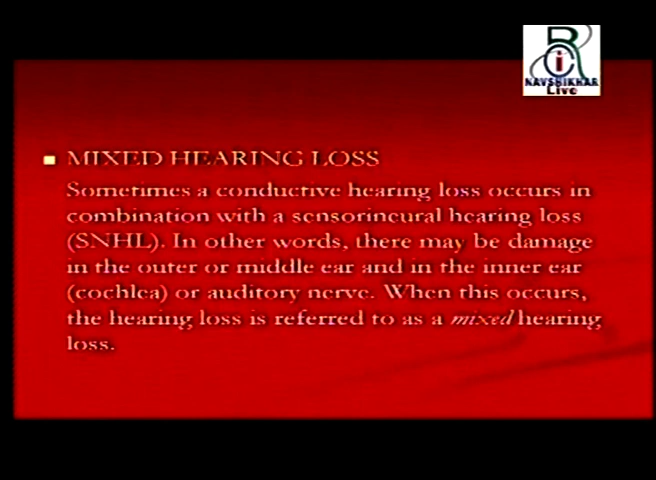 RCi
NAVSHIKHAR
Live
MIXED HEARING LOSS
Sometimes a conductive hearing loss occurs in
combination with a sensorineural hearing loss
(SNHL). In other words, there may be damage
in the outer or middle ear and in the inner ear
(cochlea) or auditory nerve. When this occurs,
the hearing loss is referred to as a mixed hearing
loss.